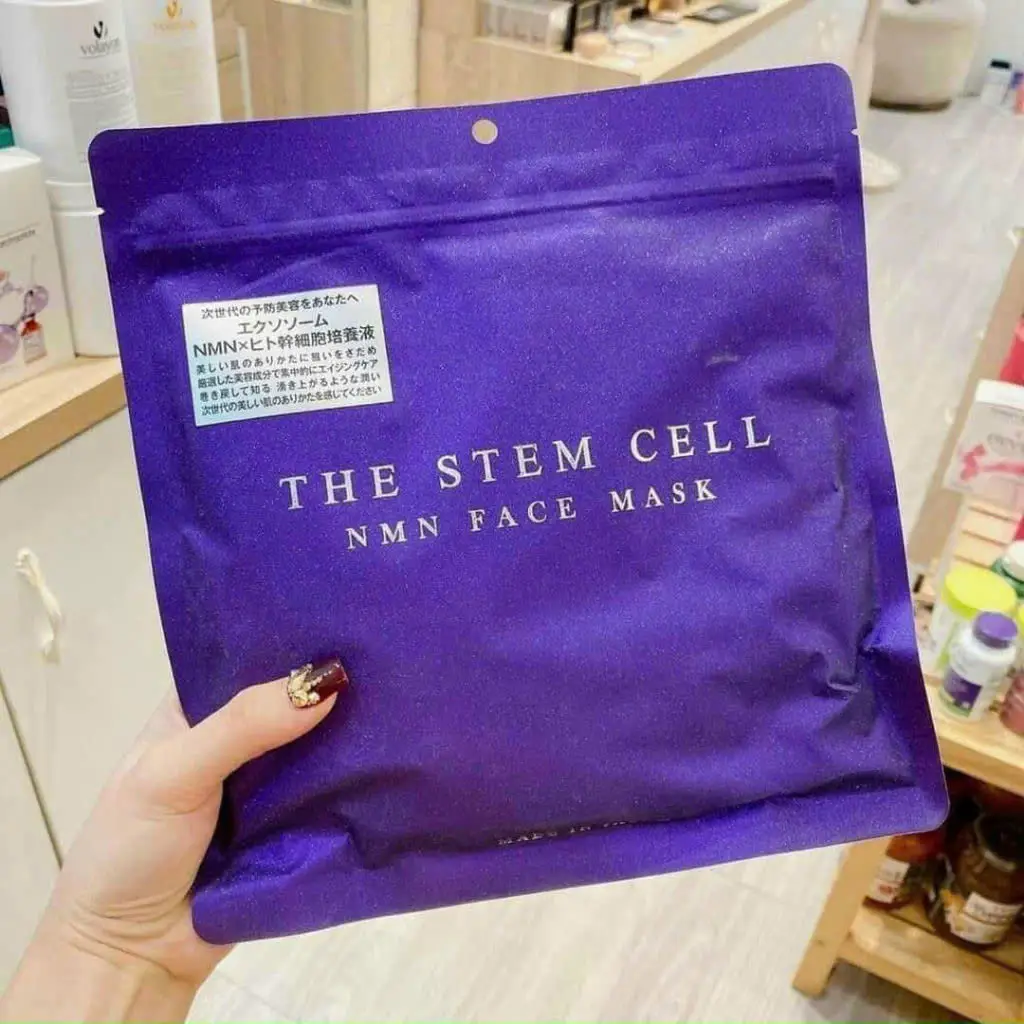 volayon
次世代の予防美容をあなたへ
エクソソーム
NMN×ヒト幹細胞培養液
美しい肌のありかたに狙いをさだめ
厳選した美容成分で集中的にエイジングケア
巻き戻して知る 湧き上がるような潤い
次世代の美しい肌のありかたを感じてください
THE STEM CELL
NMN FACE MASK
MADE IN